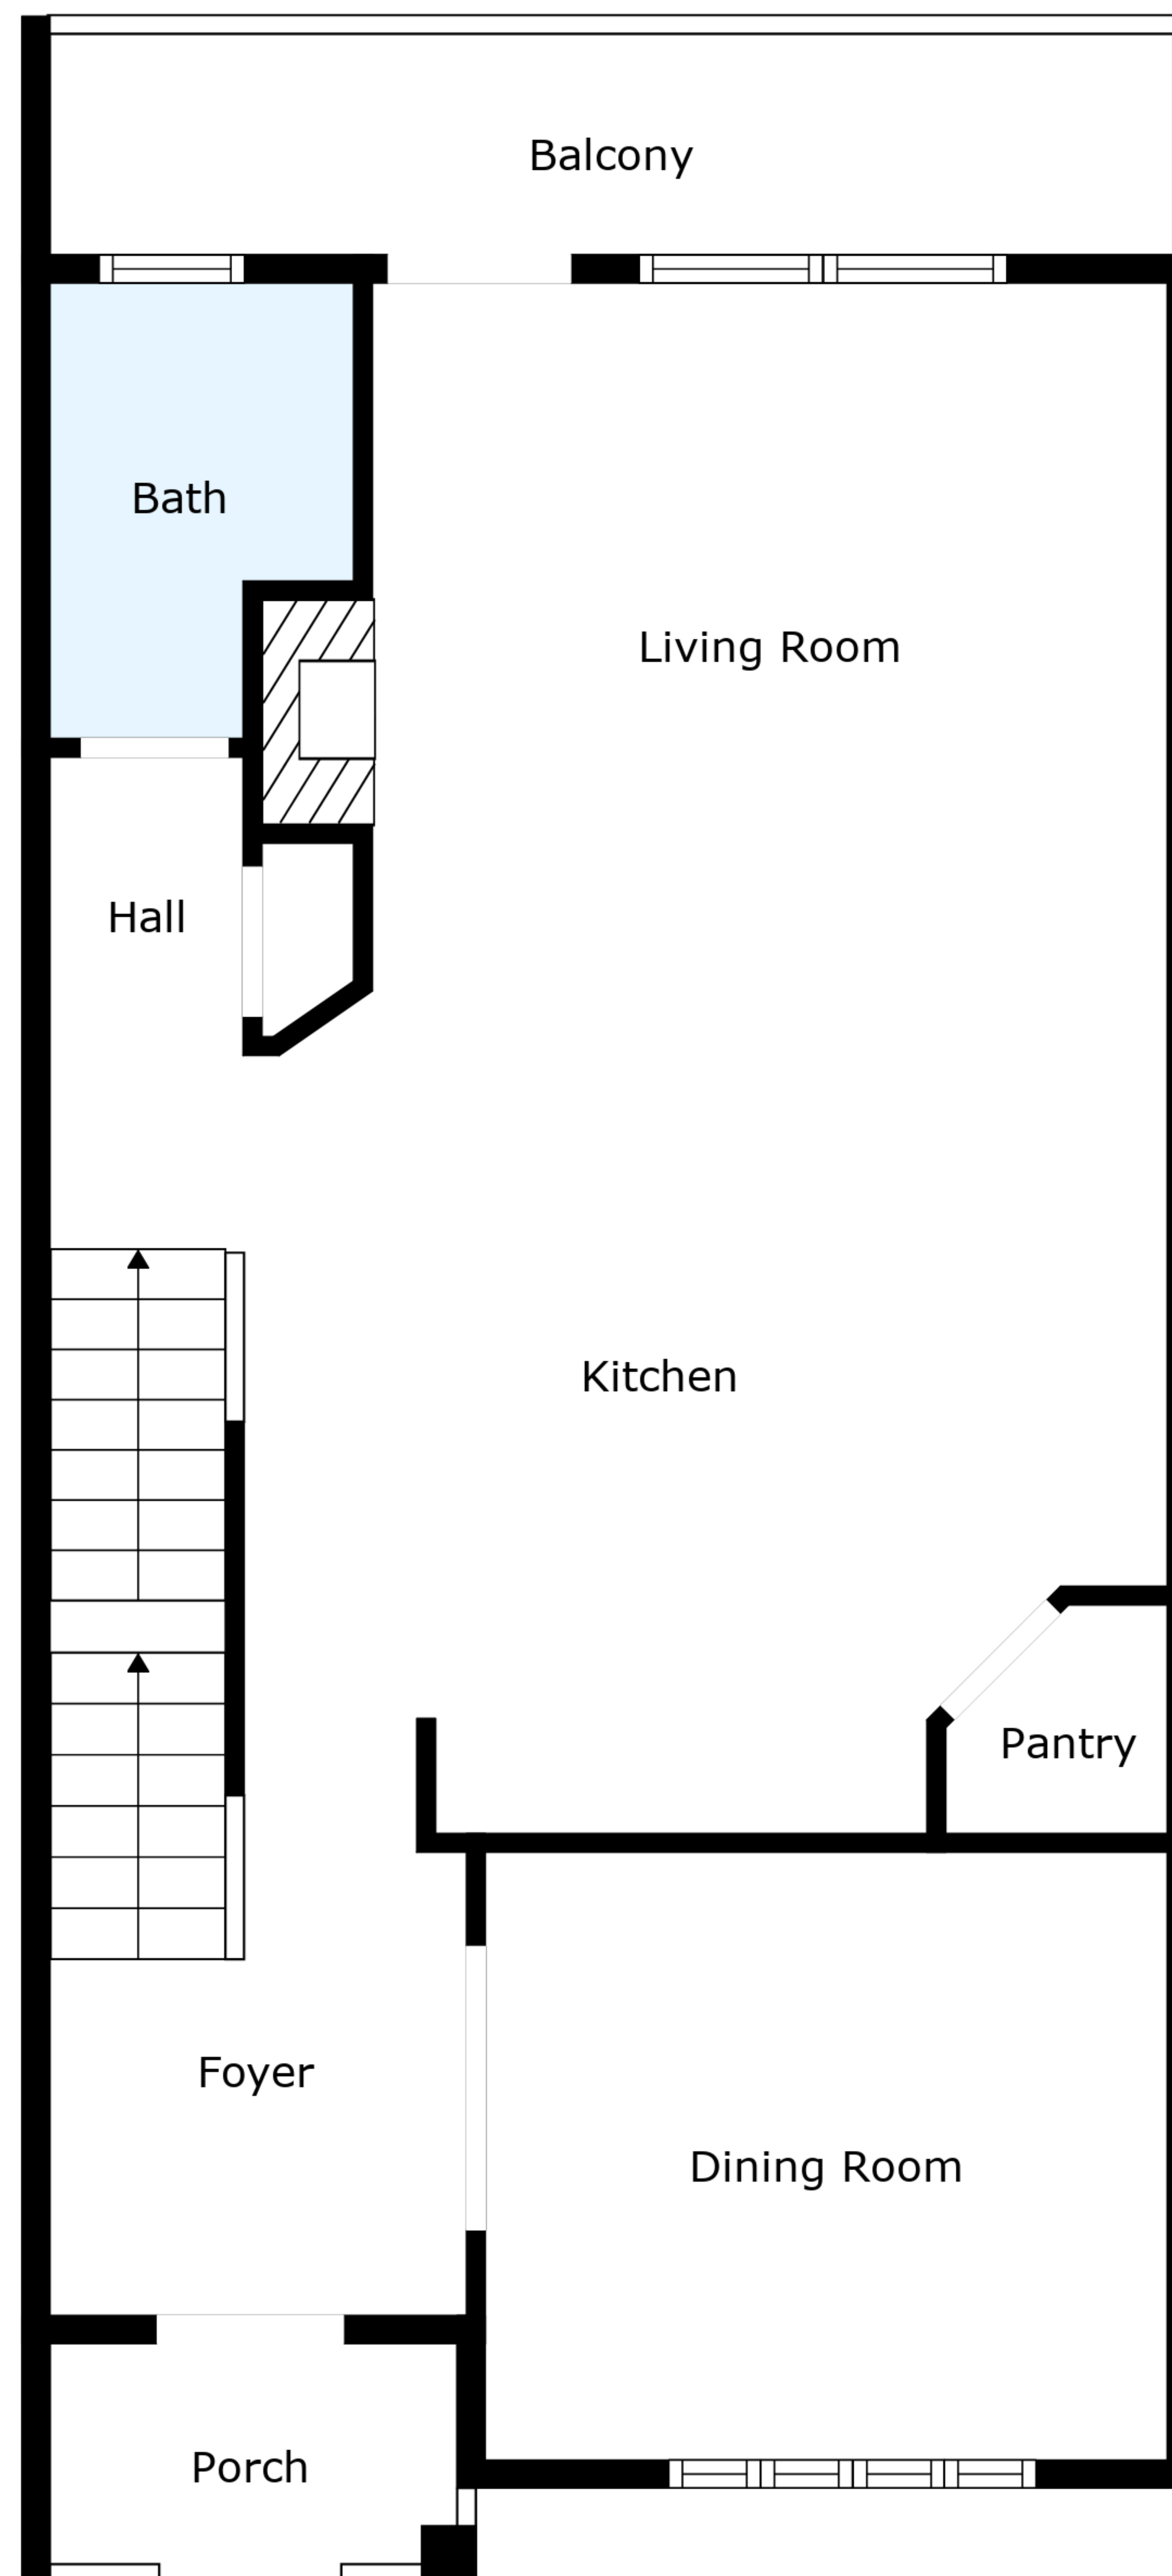 Balcony
Bath
Living Room
Hall
Kitchen
Pantry
Foyer
Dining Room
Porch